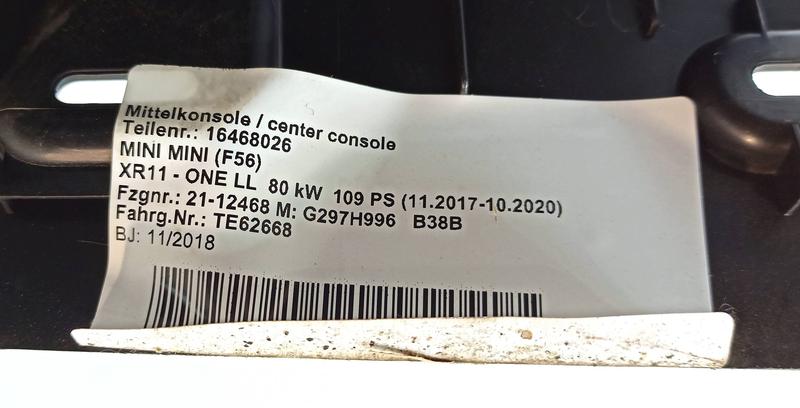 Mittelkonsole / center console
Teilenr.: 16468026
MINI MINI (F56)
XR11 - ONE LL 80 kW 109 PS (11.2017-10.2020)
Fzgnr.: 21-12468 M: G297H996 B38B
Fahrg.Nr.: TE62668
BJ: 11/2018